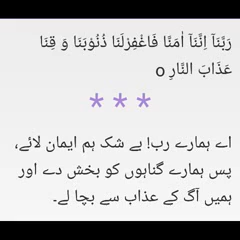 رَبَّنَاۤ اِنَّنَاۤ اٰمَنَّا فَاغْفِرْلَنَا ذُنُوْبَنَا وَ قِنَا
عَذَابَ النَّارِ o
* * *
اے ہمارے رب! بے شک ہم ایمان لائے،
پس ہمارے گناہوں کو بخش دے اور
ہمیں آگ کے عذاب سے بچا لے۔